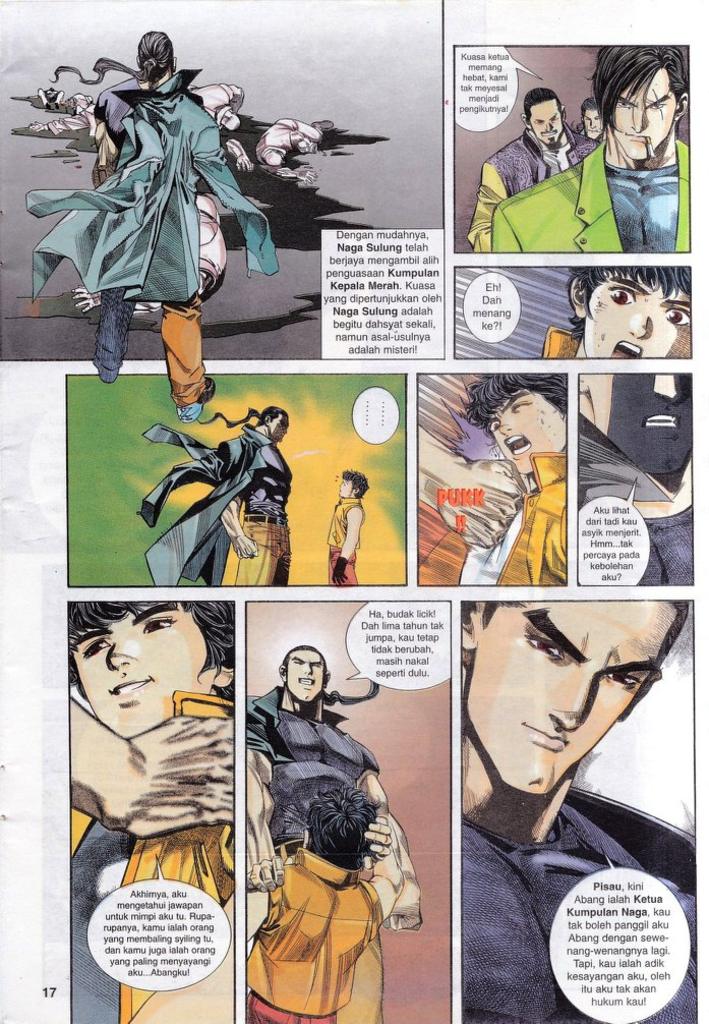 Dengan mudahnya,
Naga Sulung telah
berjaya mengambil alih
penguasaan Kumpulan
Kepala Merah. Kuasa
yang dipertunjukkan oleh
Naga Sulung adalah
begitu dahsyat sekali,
namun asal-usulnya
adalah misteri!
Kuasa ketua
memang
hebat, kami
tak meyesal
menjadi
pengikutnya!
Eh!
Dah
menang
ke?!
......
PUKK
!!
Aku lihat
dari tadi kau
asyik menjerit.
Hmm...tak
percaya pada
kebolehan
aku?
Akhirnya, aku
mengetahui jawapan
untuk mimpi aku tu. Rupa-
rupanya, kamu ialah orang
yang membaling syiling tu,
dan kamu juga ialah orang
yang paling menyayangi
aku...Abangku!
Ha, budak licik!
Dah lima tahun tak
jumpa, kau tetap
tidak berubah,
masih nakal
seperti dulu.
Pisau, kini
Abang ialah Ketua
Kumpulan Naga, kau
tak boleh panggil aku
Abang dengan sewe-
nang-wenangnya lagi.
Tapi, kau ialah adik
kesayangan aku, oleh
itu aku tak akan
hukum kau!
17